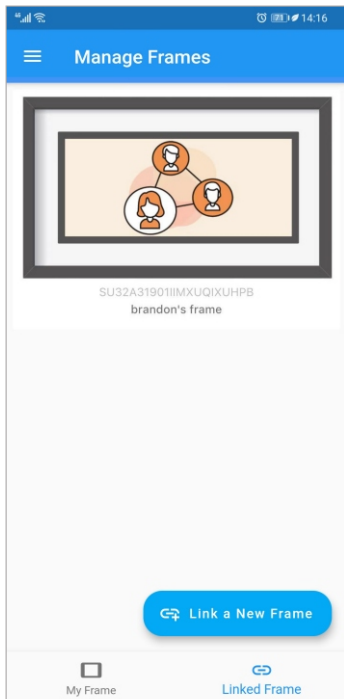 14:16
Manage Frames
SU32A31901IIMXUQIXUHPB
brandon's frame
Link a New Frame
My Frame
Linked Frame